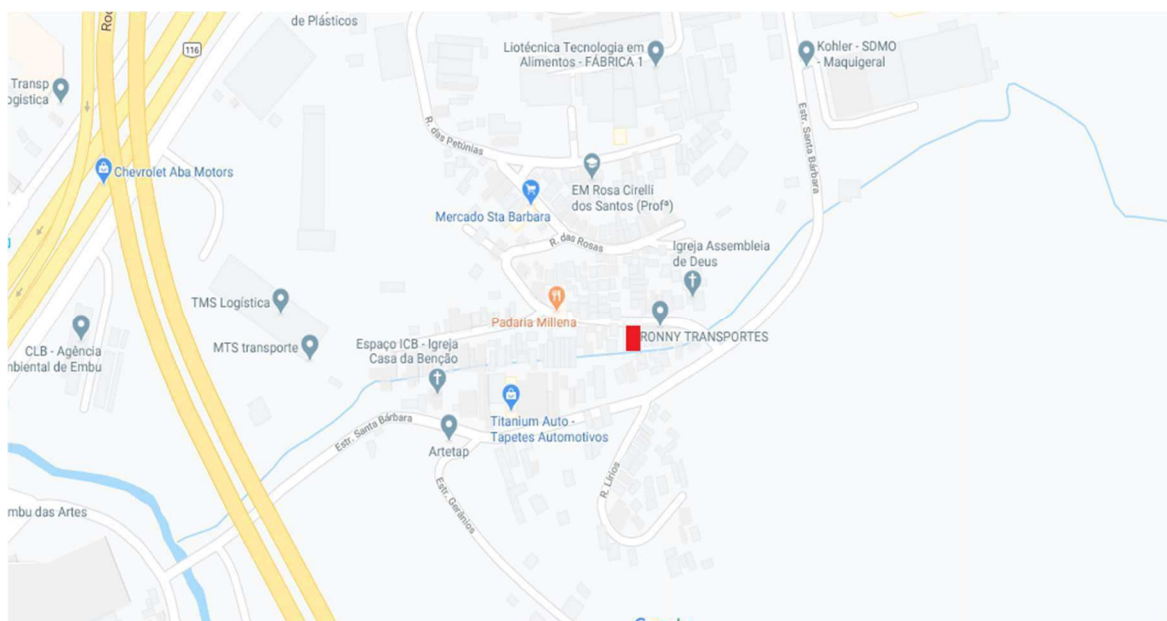 de Plásticos
116
Liotécnica Tecnologia em
Alimentos - FÁBRICA 1
Kohler - SDMO
- Maquigeral
Transp
ogistica
Estr. Santa Bárbara
R. das Petúnias
Chevrolet Aba Motors
EM Rosa Cirelli
dos Santos (Profª)
Mercado Sta Barbara
R. das Rosas
Igreja Assembleia
de Deus
TMS Logística
Padaria Millena
RONNY TRANSPORTES
MTS transporte
Espaço ICB - Igreja
Casa da Benção
CLB - Agência
mbiental de Embu
Titanium Auto -
Tapetes Automotivos
Estr. Santa Bárbara
Artetap
R. Lírios
Estr. Gerânios
mbu das Artes